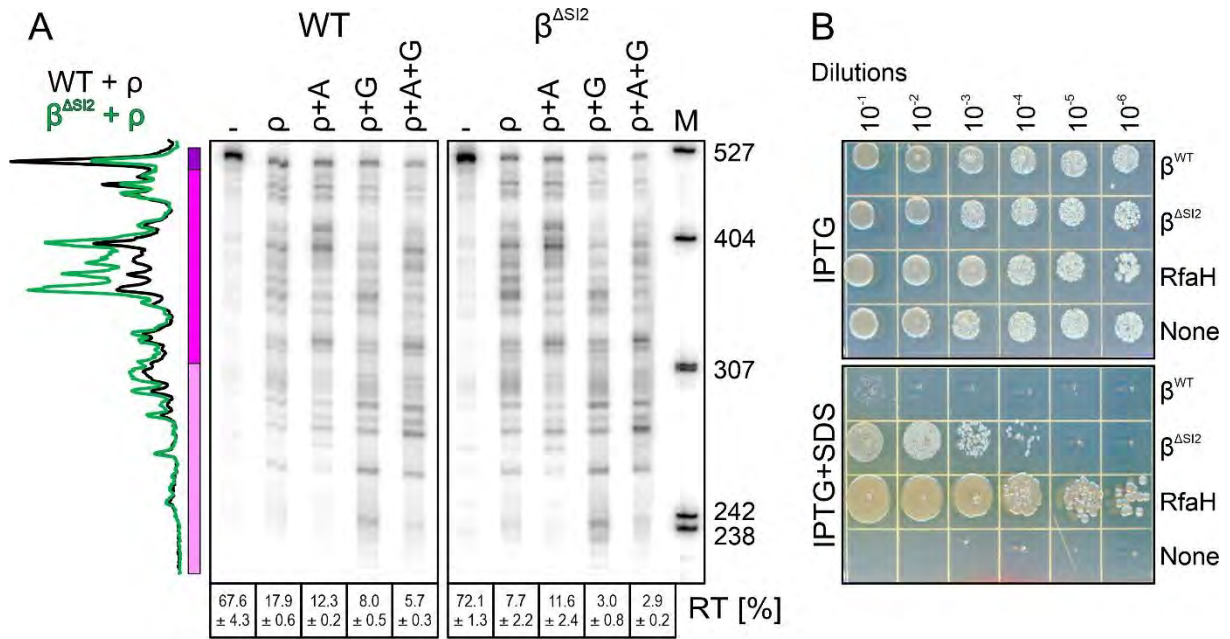 A
WT + ρ
β^ΔSI2 + ρ
WT
β^ΔSI2
- ρ ρ+A ρ+G ρ+A+G - ρ ρ+A ρ+G ρ+A+G M
527
404
307
242
238
67.6 ± 4.3 17.9 ± 0.6 12.3 ± 0.2 8.0 ± 0.5 5.7 ± 0.3 72.1 ± 1.3 7.7 ± 2.2 11.6 ± 2.4 3.0 ± 0.8 2.9 ± 0.2 RT [%]
B
Dilutions
10⁻¹ 10⁻² 10⁻³ 10⁻⁴ 10⁻⁵ 10⁻⁶
IPTG
β^WT
β^ΔSI2
RfaH
None
IPTG+SDS
β^WT
β^ΔSI2
RfaH
None